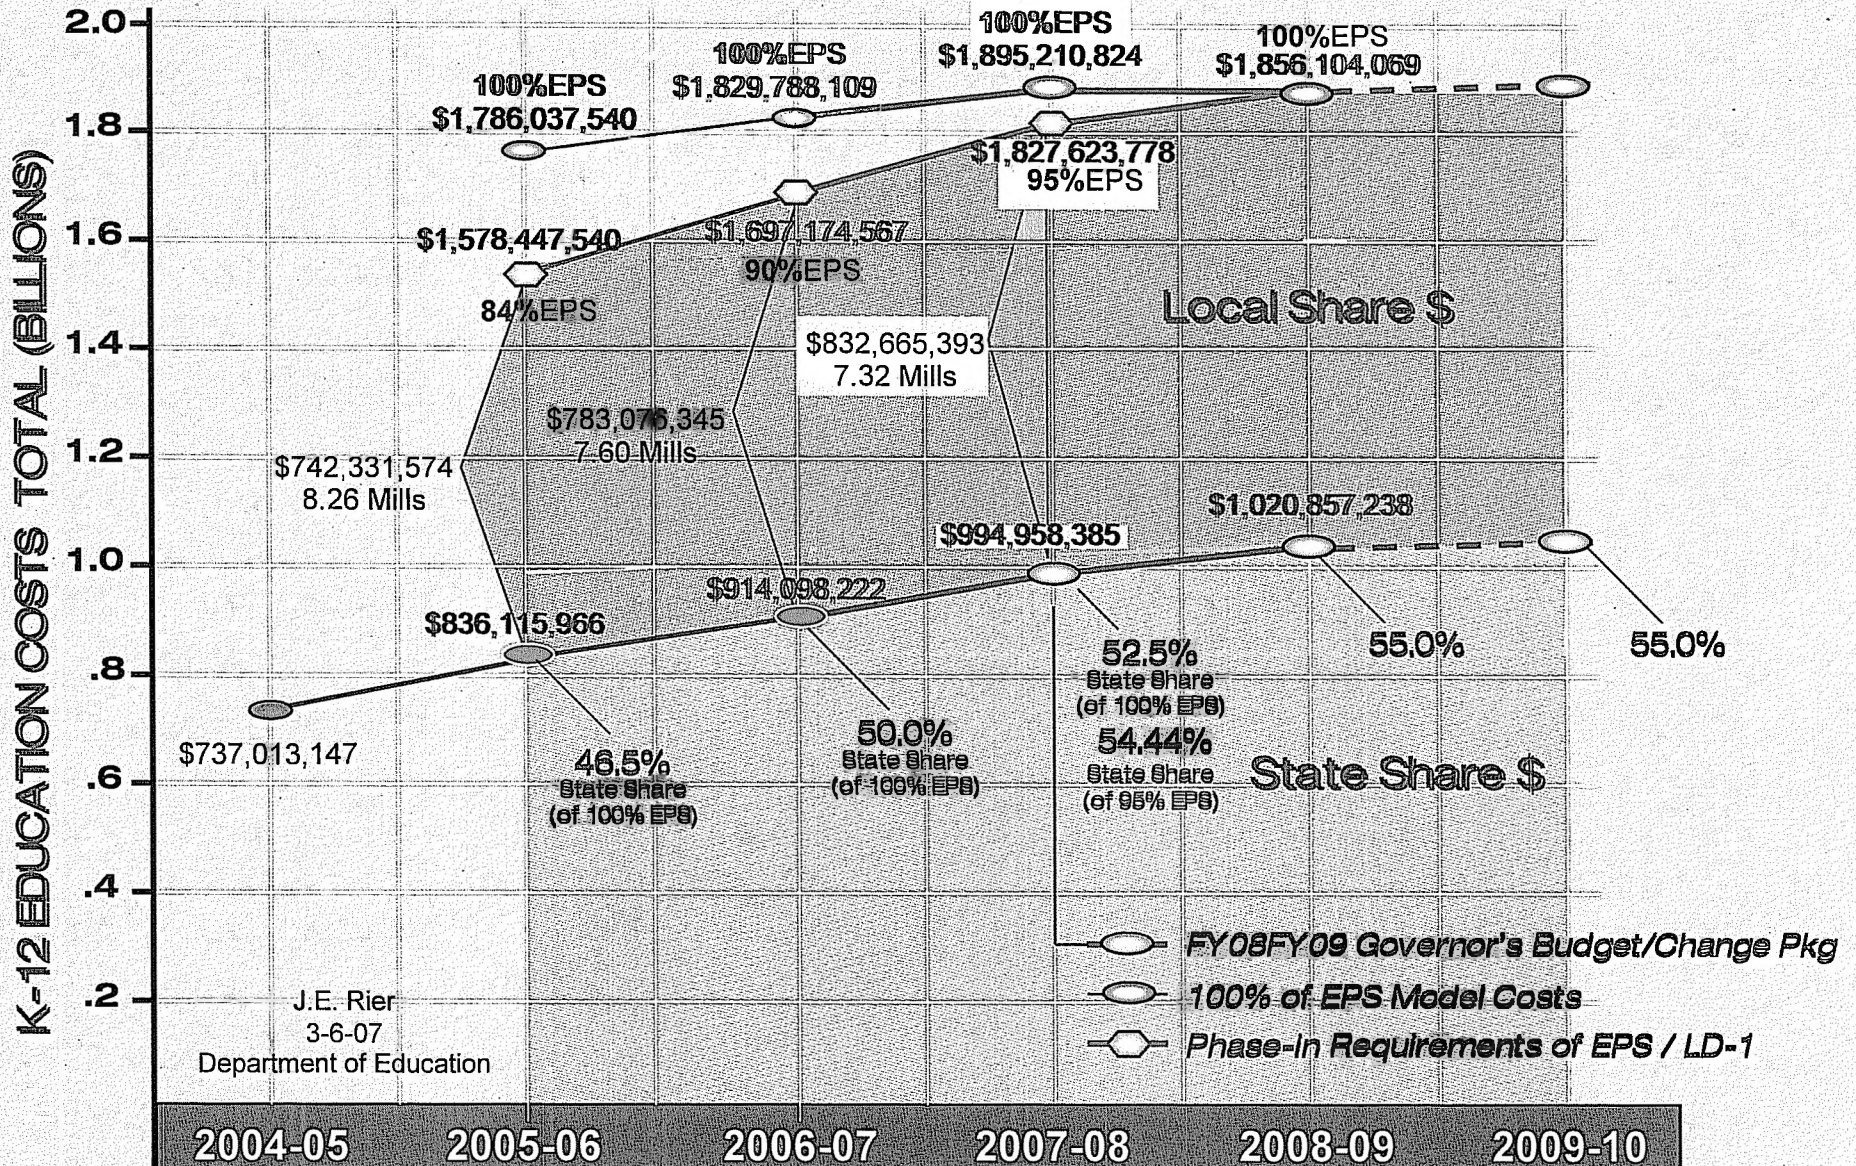 K-12 EDUCATION COSTS TOTAL (BILLIONS)
2.0
1.8
1.6
1.4
1.2
1.0
.8
.6
.4
.2
100%EPS
$1,786,037,540
100%EPS
$1,829,788,109
100%EPS
$1,895,210,824
100%EPS
$1,856,104,069
$1,578,447,540
84%EPS
$1,697,174,567
90%EPS
$1,827,623,778
95%EPS
Local Share $
$742,331,574
8.26 Mills
$783,076,345
7.60 Mills
$832,665,393
7.32 Mills
$737,013,147
$836,115,966
$914,098,222
$994,958,385
$1,020,857,238
46.5%
State Share
(of 100% EPS)
50.0%
State Share
(of 100% EPS)
52.5%
State Share
(of 100% EPS)
54.44%
State Share
(of 95% EPS)
55.0%
55.0%
State Share $
FY08FY09 Governor's Budget/Change Pkg
100% of EPS Model Costs
Phase-In Requirements of EPS / LD-1
J.E. Rier
3-6-07
Department of Education
2004-05
2005-06
2006-07
2007-08
2008-09
2009-10